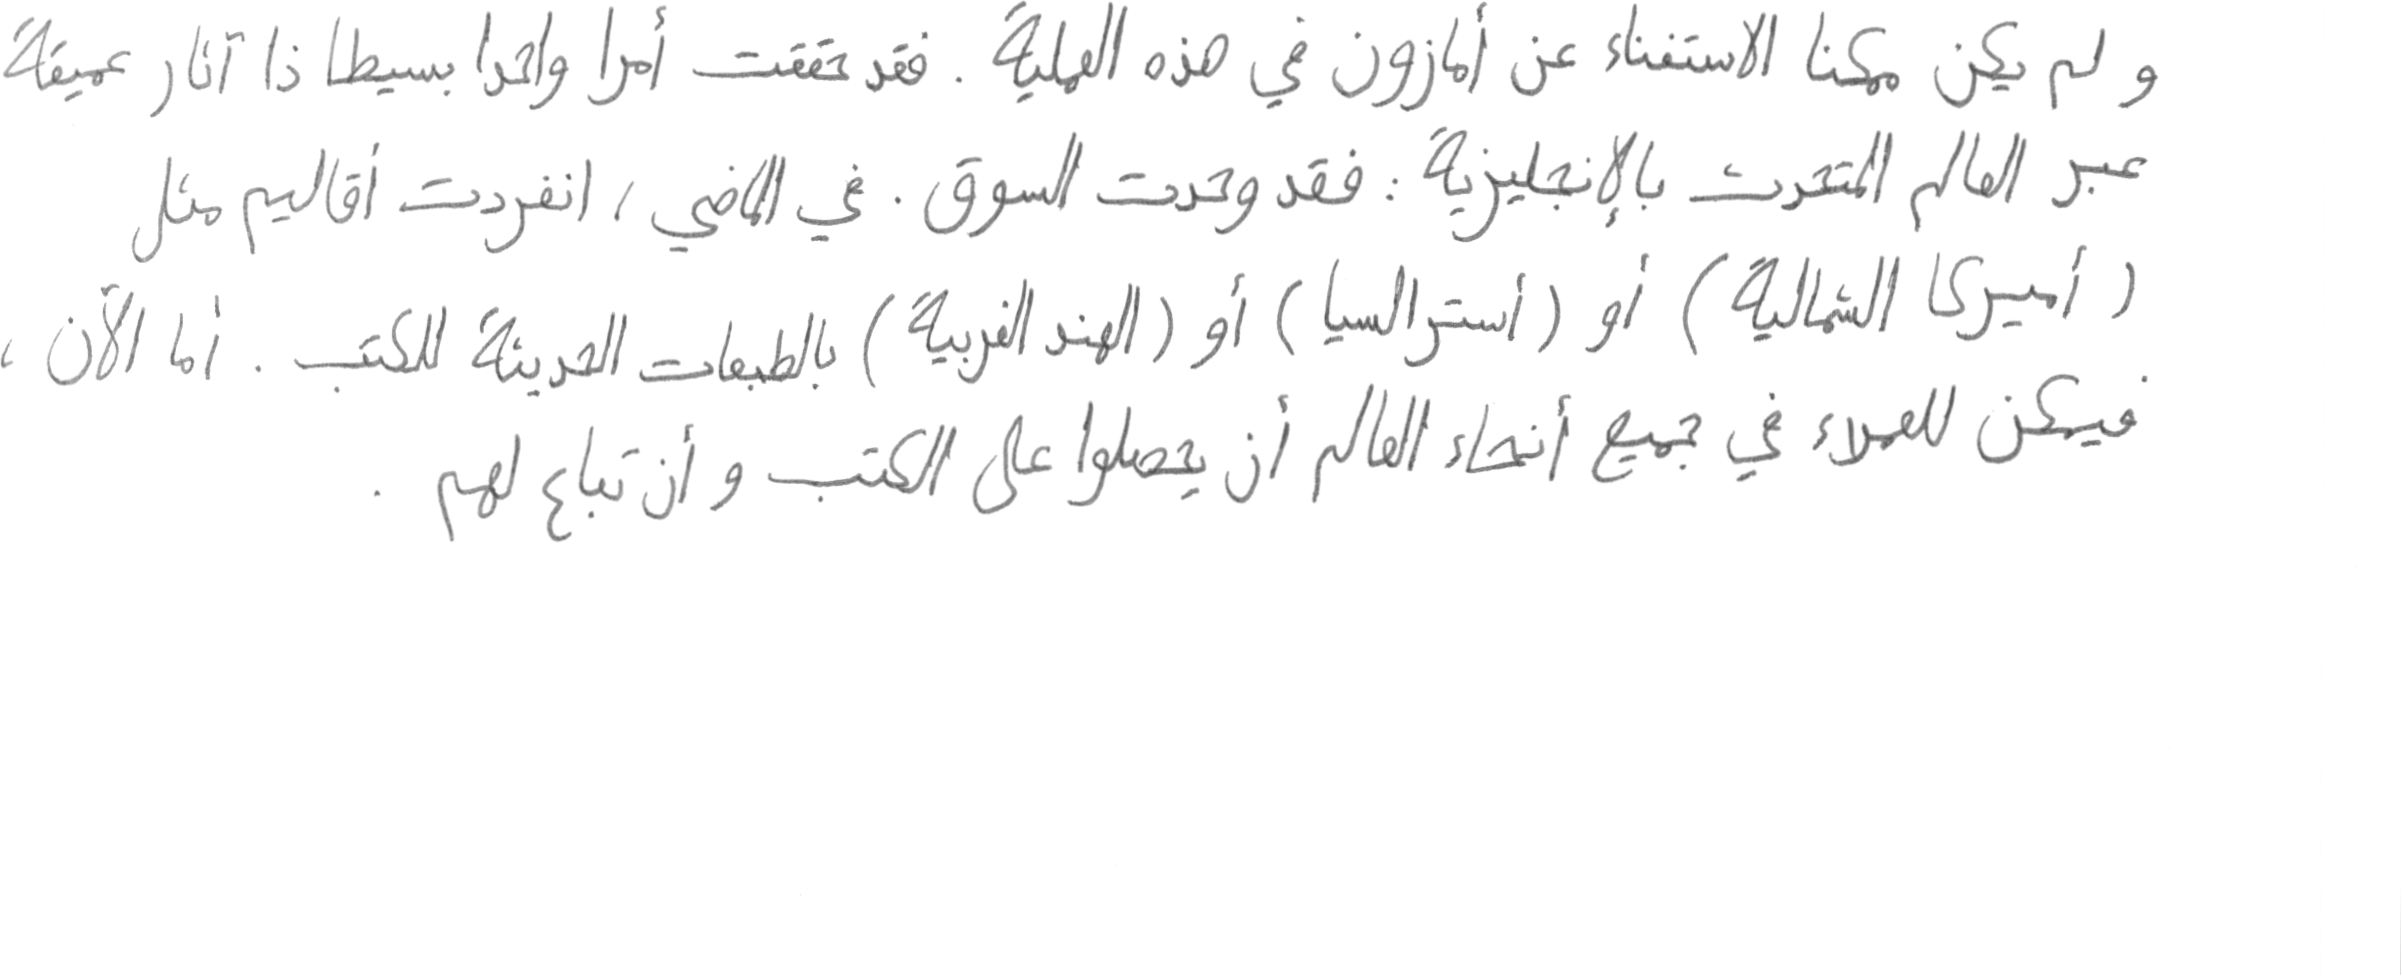 و لم يكن ممكنا الاستغناء عن أمازون في هذه العملية . فقد حققت أمرا واحدا بسيطا ذا آثار عميقة
عبر العالم المتحدث بالإنجليزية : فقد وحدت السوق . في الماضي ، انفردت أقاليم مثل
( أميركا الشمالية ) أو ( أستراليسيا ) أو ( الهند الغربية ) بالطبعات الحديثة للكتب . أما الآن ،
فيمكن للعملاء في جميع أنحاء العالم أن يحصلوا على الكتب و أن تباع لهم .